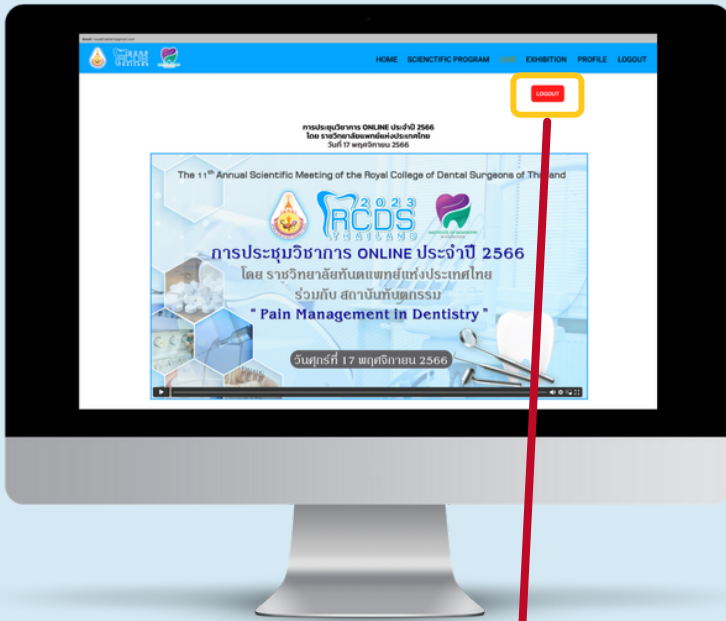 HOME SCIENCTIFIC PROGRAM LIVE EXHIBITION PROFILE LOGOUT
LOGOUT
การประชุมวิชาการ ONLINE ประจำปี 2566
โดย ราชวิทยาลัยแพทย์แห่งประเทศไทย
วันที่ 17 พฤศจิกายน 2566
The 11th Annual Scientific Meeting of the Royal College of Dental Surgeons of Thailand
2023
RCDS
THAILAND
การประชุมวิชาการ ONLINE ประจำปี 2566
โดย ราชวิทยาลัยทันตแพทย์แห่งประเทศไทย
ร่วมกับ สถาบันทันตกรรม
“ Pain Management in Dentistry ”
วันศุกร์ที่ 17 พฤศจิกายน 2566